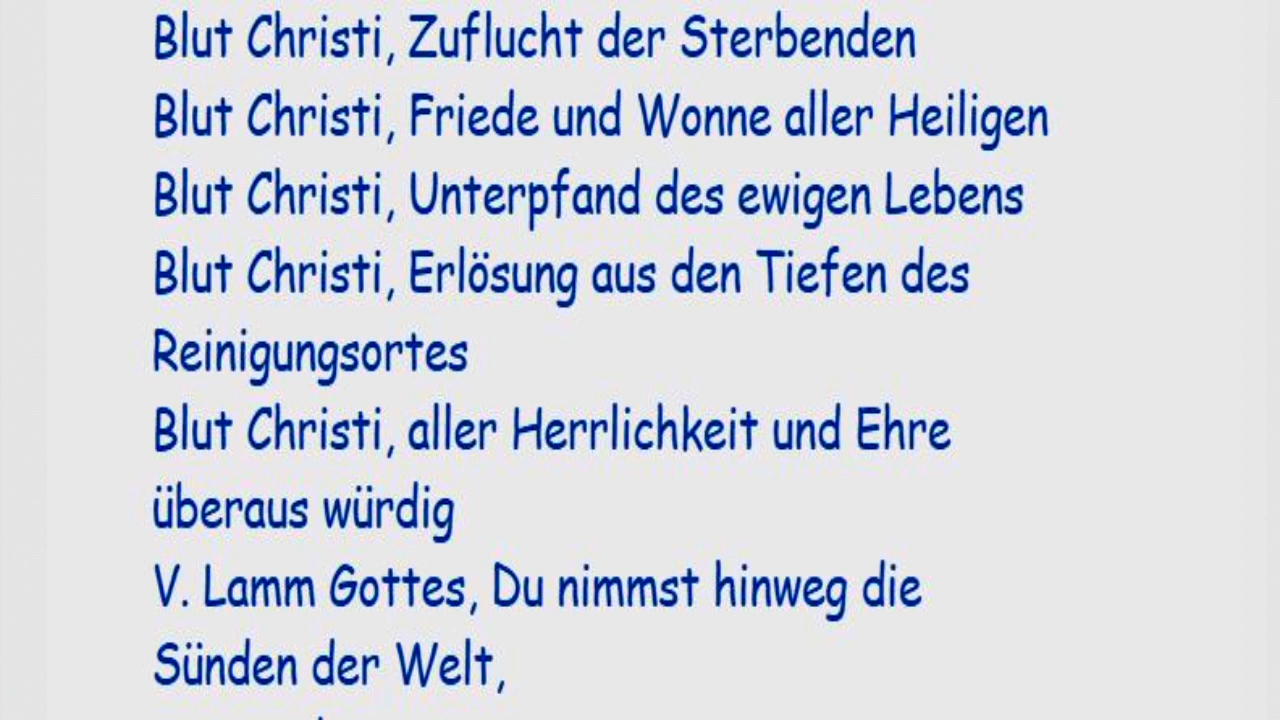 Blut Christi, Zuflucht der Sterbenden
Blut Christi, Friede und Wonne aller Heiligen
Blut Christi, Unterpfand des ewigen Lebens
Blut Christi, Erlösung aus den Tiefen des
Reinigungsortes
Blut Christi, aller Herrlichkeit und Ehre
überaus würdig
V. Lamm Gottes, Du nimmst hinweg die
Sünden der Welt,